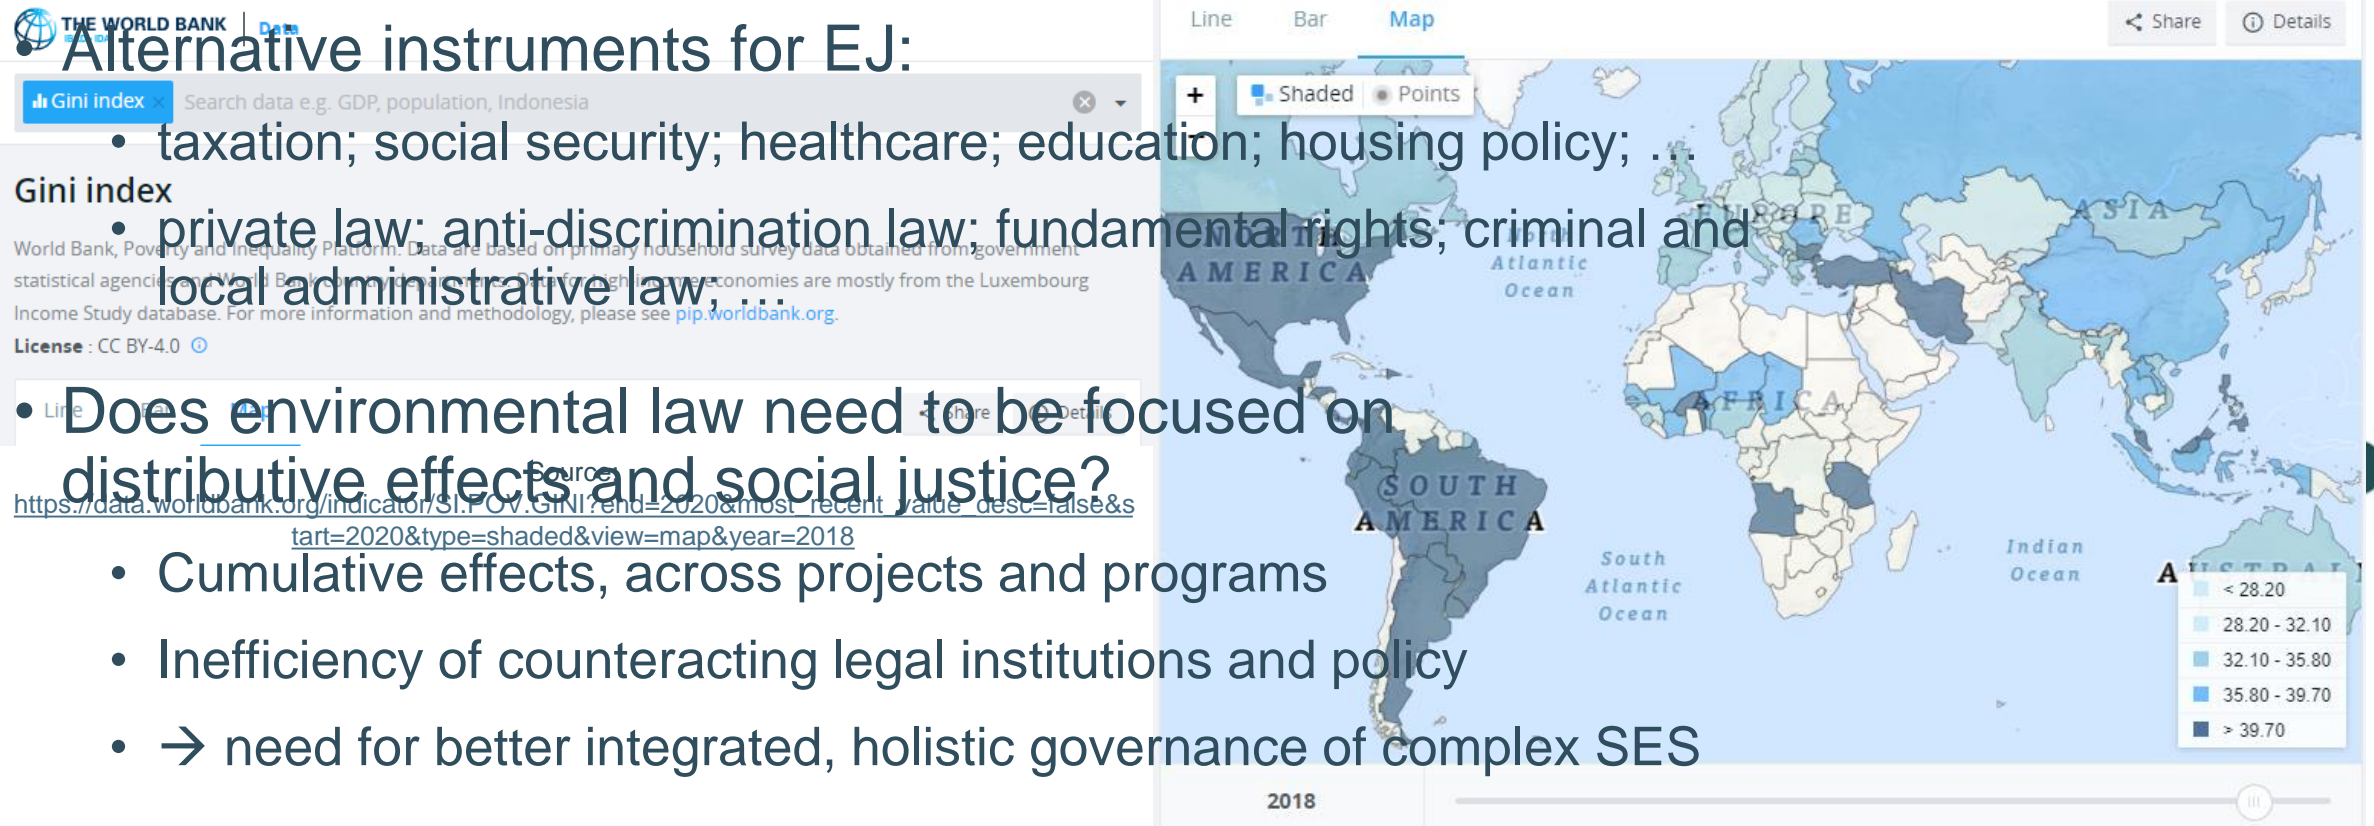 THE WORLD BANK
Data
• Alternative instruments for EJ:
Gini index ×
Search data e.g. GDP, population, Indonesia
• taxation; social security; healthcare; education; housing policy; …
Gini index
• private law; anti-discrimination law; fundamental rights; criminal and
local administrative law; …
World Bank, Poverty and Inequality Platform. Data are based on primary household survey data obtained from government
statistical agencies and World Bank country departments. Data for high-income economies are mostly from the Luxembourg
Income Study database. For more information and methodology, please see pip.worldbank.org.
License : CC BY-4.0
Line Bar Map
Share Details
• Does environmental law need to be focused on
distributive effects and social justice?
Source:
https://data.worldbank.org/indicator/SI.POV.GINI?end=2020&most_recent_value_desc=false&s
tart=2020&type=shaded&view=map&year=2018
• Cumulative effects, across projects and programs
• Inefficiency of counteracting legal institutions and policy
• → need for better integrated, holistic governance of complex SES
Line Bar Map
Share Details
+
Shaded Points
NORTH
AMERICA
North
Atlantic
Ocean
EUROPE
ASIA
AFRICA
SOUTH
AMERICA
South
Atlantic
Ocean
Indian
Ocean
< 28.20
28.20 - 32.10
32.10 - 35.80
35.80 - 39.70
> 39.70
2018